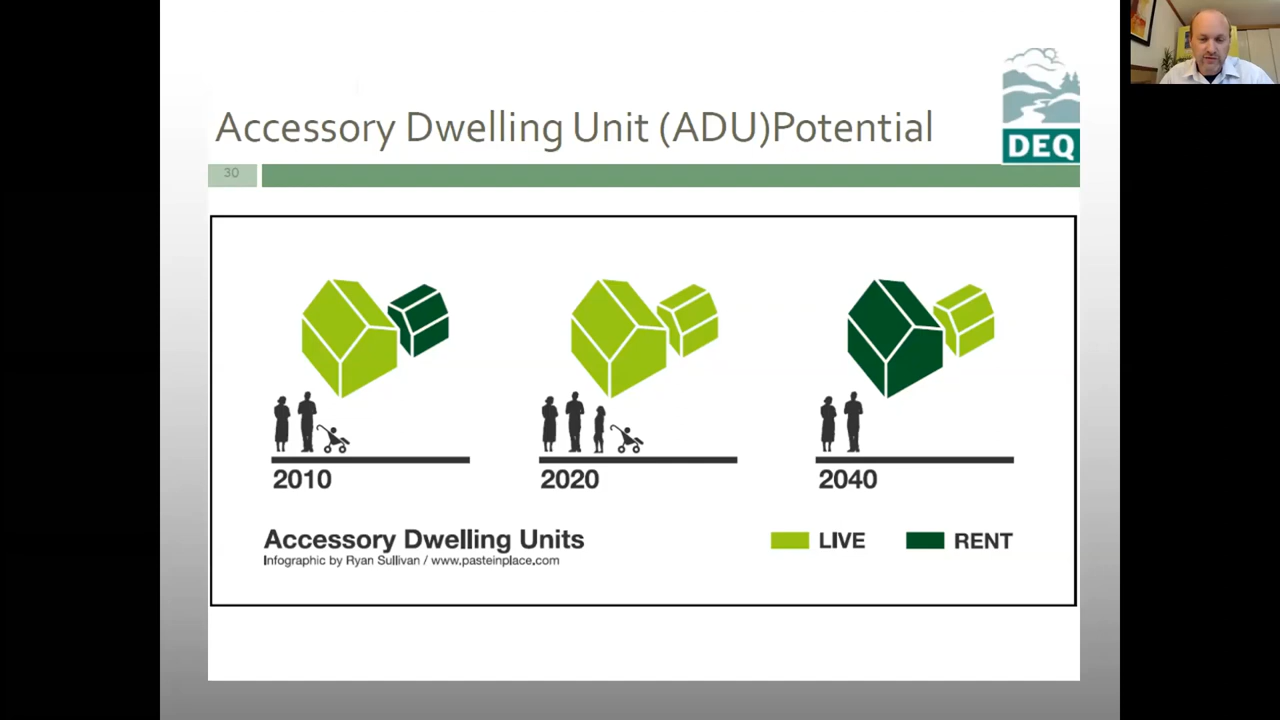 Accessory Dwelling Unit (ADU)Potential
DEQ
30
2010
2020
2040
Accessory Dwelling Units
Infographic by Ryan Sullivan / www.pasteinplace.com
LIVE
RENT